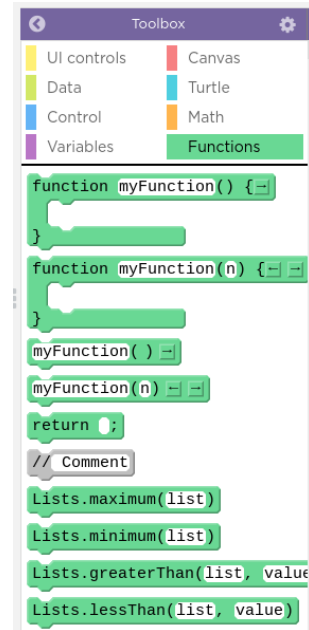 Toolbox
UI controls Canvas
Data Turtle
Control Math
Variables Functions
function myFunction() {→
}
function myFunction(n) {← →
}
myFunction( ) →
myFunction(n) ← →
return ;
// Comment
Lists.maximum(list)
Lists.minimum(list)
Lists.greaterThan(list, value
Lists.lessThan(list, value)